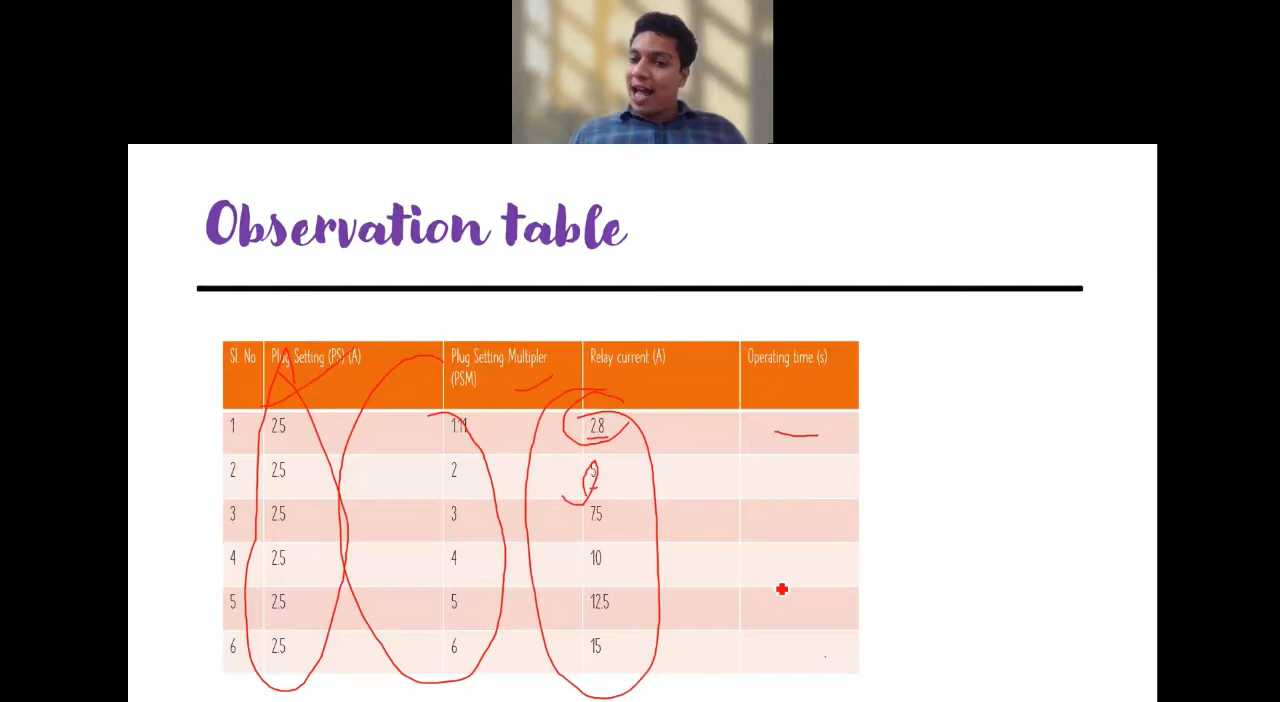 Observation table
Sl. No Plug Setting (PS) (A) Plug Setting Multipler (PSM) Relay current (A) Operating time (s)
1 2.5 1.11 2.8
2 2.5 2 5
3 2.5 3 7.5
4 2.5 4 10
5 2.5 5 12.5
6 2.5 6 15